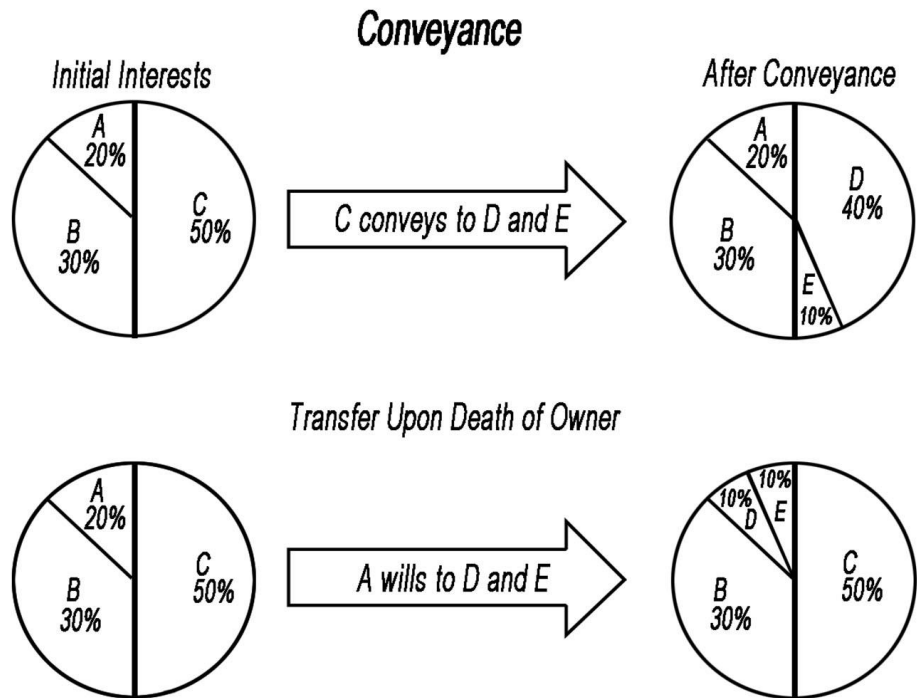 Conveyance
Initial Interests
After Conveyance
A
20%
B
30%
C
50%
C conveys to D and E
A
20%
B
30%
D
40%
E
10%
Transfer Upon Death of Owner
A
20%
B
30%
C
50%
A wills to D and E
10%
D
10%
E
B
30%
C
50%